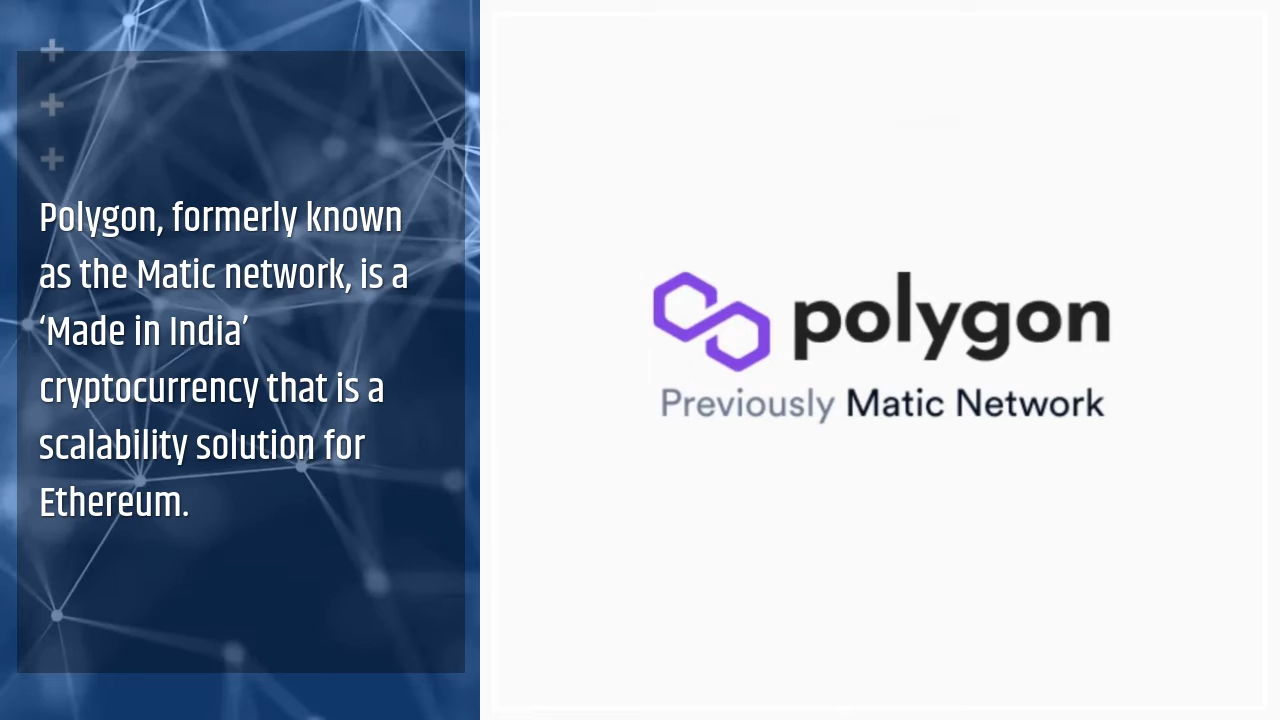 Polygon, formerly known
as the Matic network, is a
‘Made in India’
cryptocurrency that is a
scalability solution for
Ethereum.
polygon
Previously Matic Network